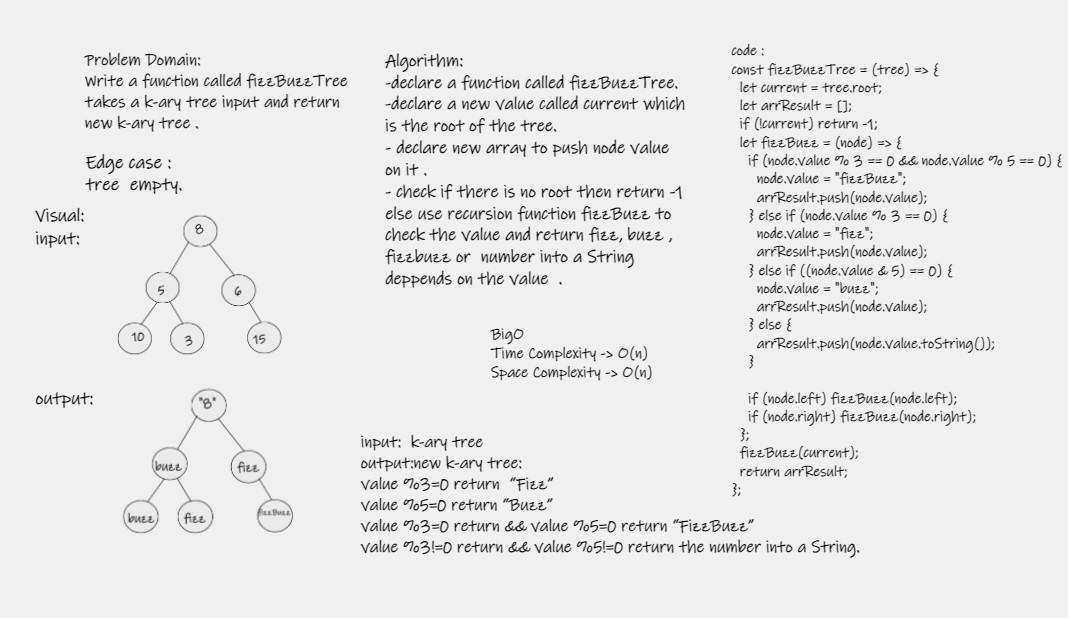 Problem Domain:
Write a function called fizzBuzzTree
takes a k-ary tree input and return
new k-ary tree .
Edge case :
tree empty.
Visual:
input:
8
5
6
10
3
15
output:
"8"
buzz
fizz
buzz
fizz
fizzBuzz
Algorithm:
-declare a function called fizzBuzzTree.
-declare a new value called current which
is the root of the tree.
- declare new array to push node value
on it .
- check if there is no root then return -1
else use recursion function fizzBuzz to
check the value and return fizz, buzz ,
fizzbuzz or number into a String
deppends on the value .
BigO
Time Complexity -> O(n)
Space Complexity -> O(n)
input: k-ary tree
output:new k-ary tree:
value %3=0 return "Fizz"
value %5=0 return "Buzz"
value %3=0 return && value %5=0 return "FizzBuzz"
value %3!=0 return && value %5!=0 return the number into a String.
code :
const fizzBuzzTree = (tree) => {
let current = tree.root;
let arrResult = [];
if (!current) return -1;
let fizzBuzz = (node) => {
if (node.value % 3 == 0 && node.value % 5 == 0) {
node.value = "fizzBuzz";
arrResult.push(node.value);
} else if (node.value % 3 == 0) {
node.value = "fizz";
arrResult.push(node.value);
} else if ((node.value & 5) == 0) {
node.value = "buzz";
arrResult.push(node.value);
} else {
arrResult.push(node.value.toString());
}
if (node.left) fizzBuzz(node.left);
if (node.right) fizzBuzz(node.right);
};
fizzBuzz(current);
return arrResult;
};